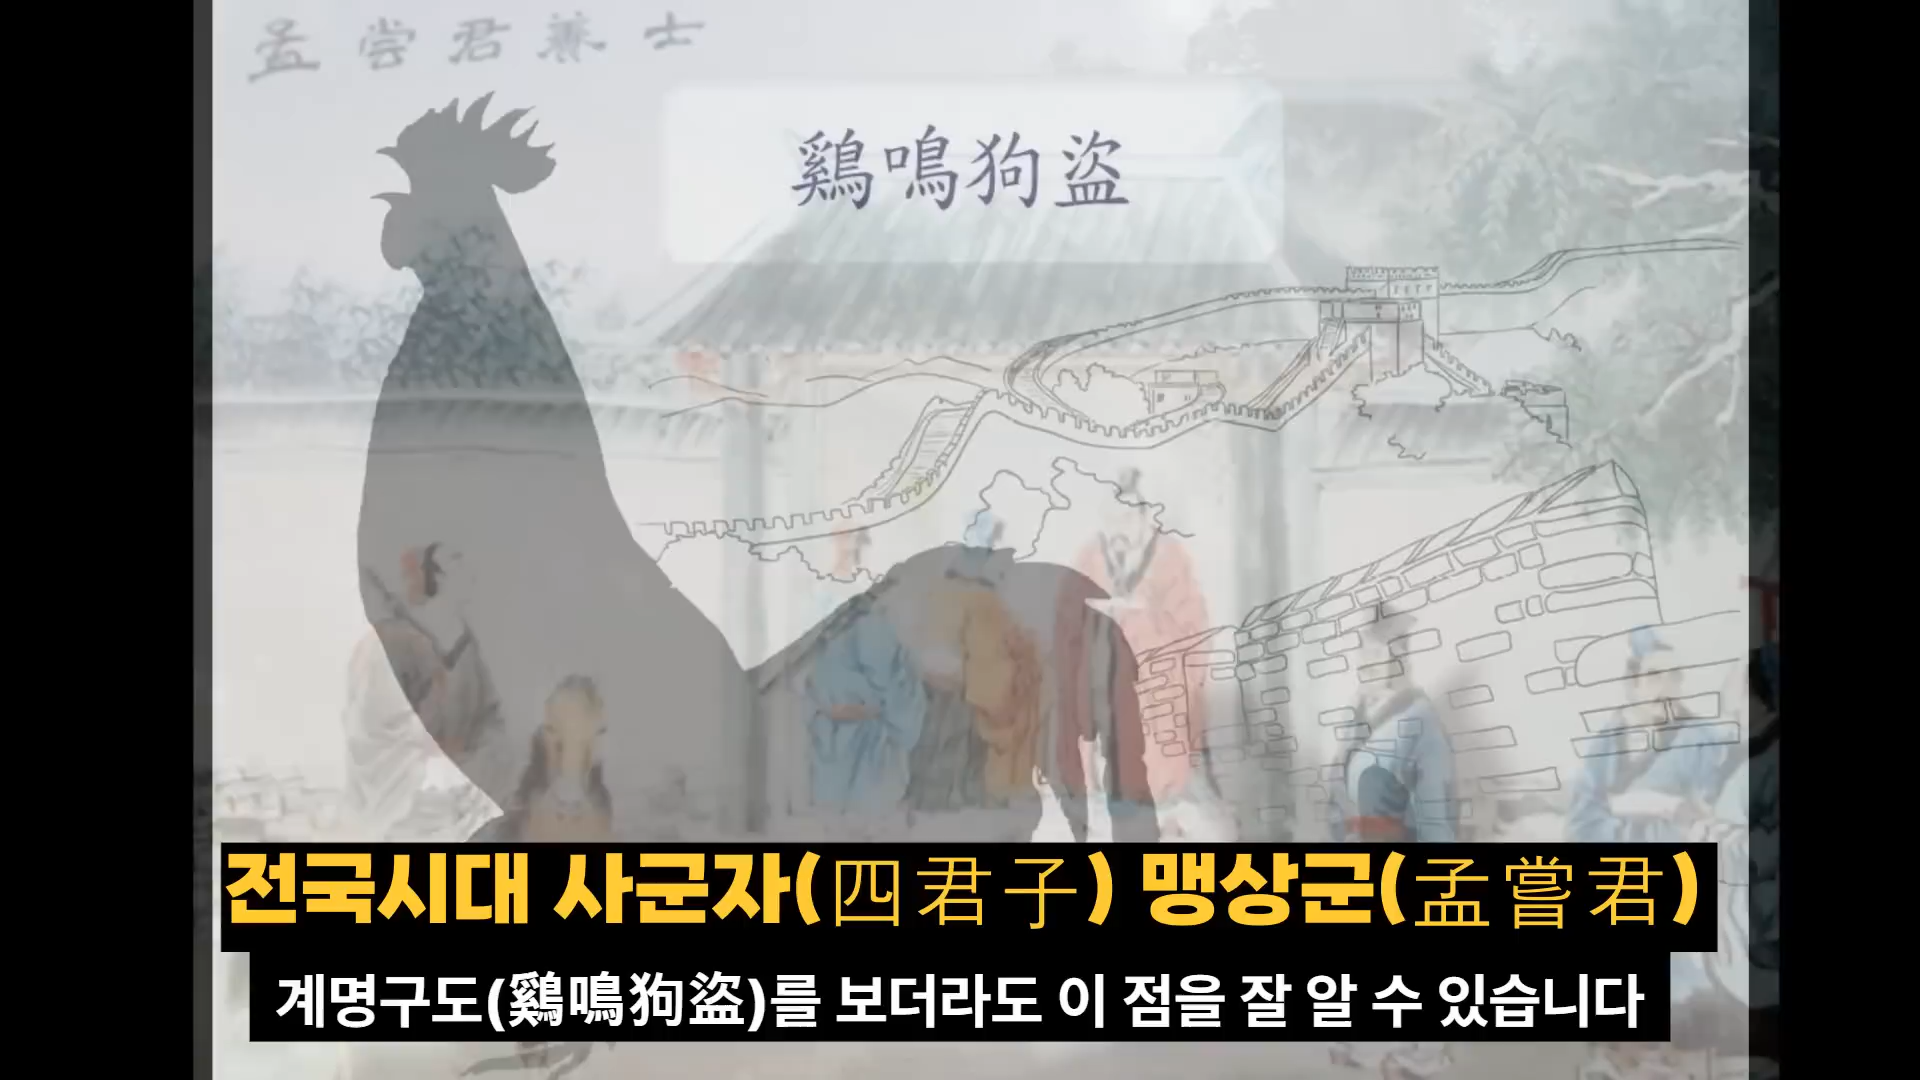 孟嘗君養士
鷄鳴狗盜
전국시대 사군자(四君子) 맹상군(孟嘗君)
계명구도(鷄鳴狗盜)를 보더라도 이 점을 잘 알 수 있습니다